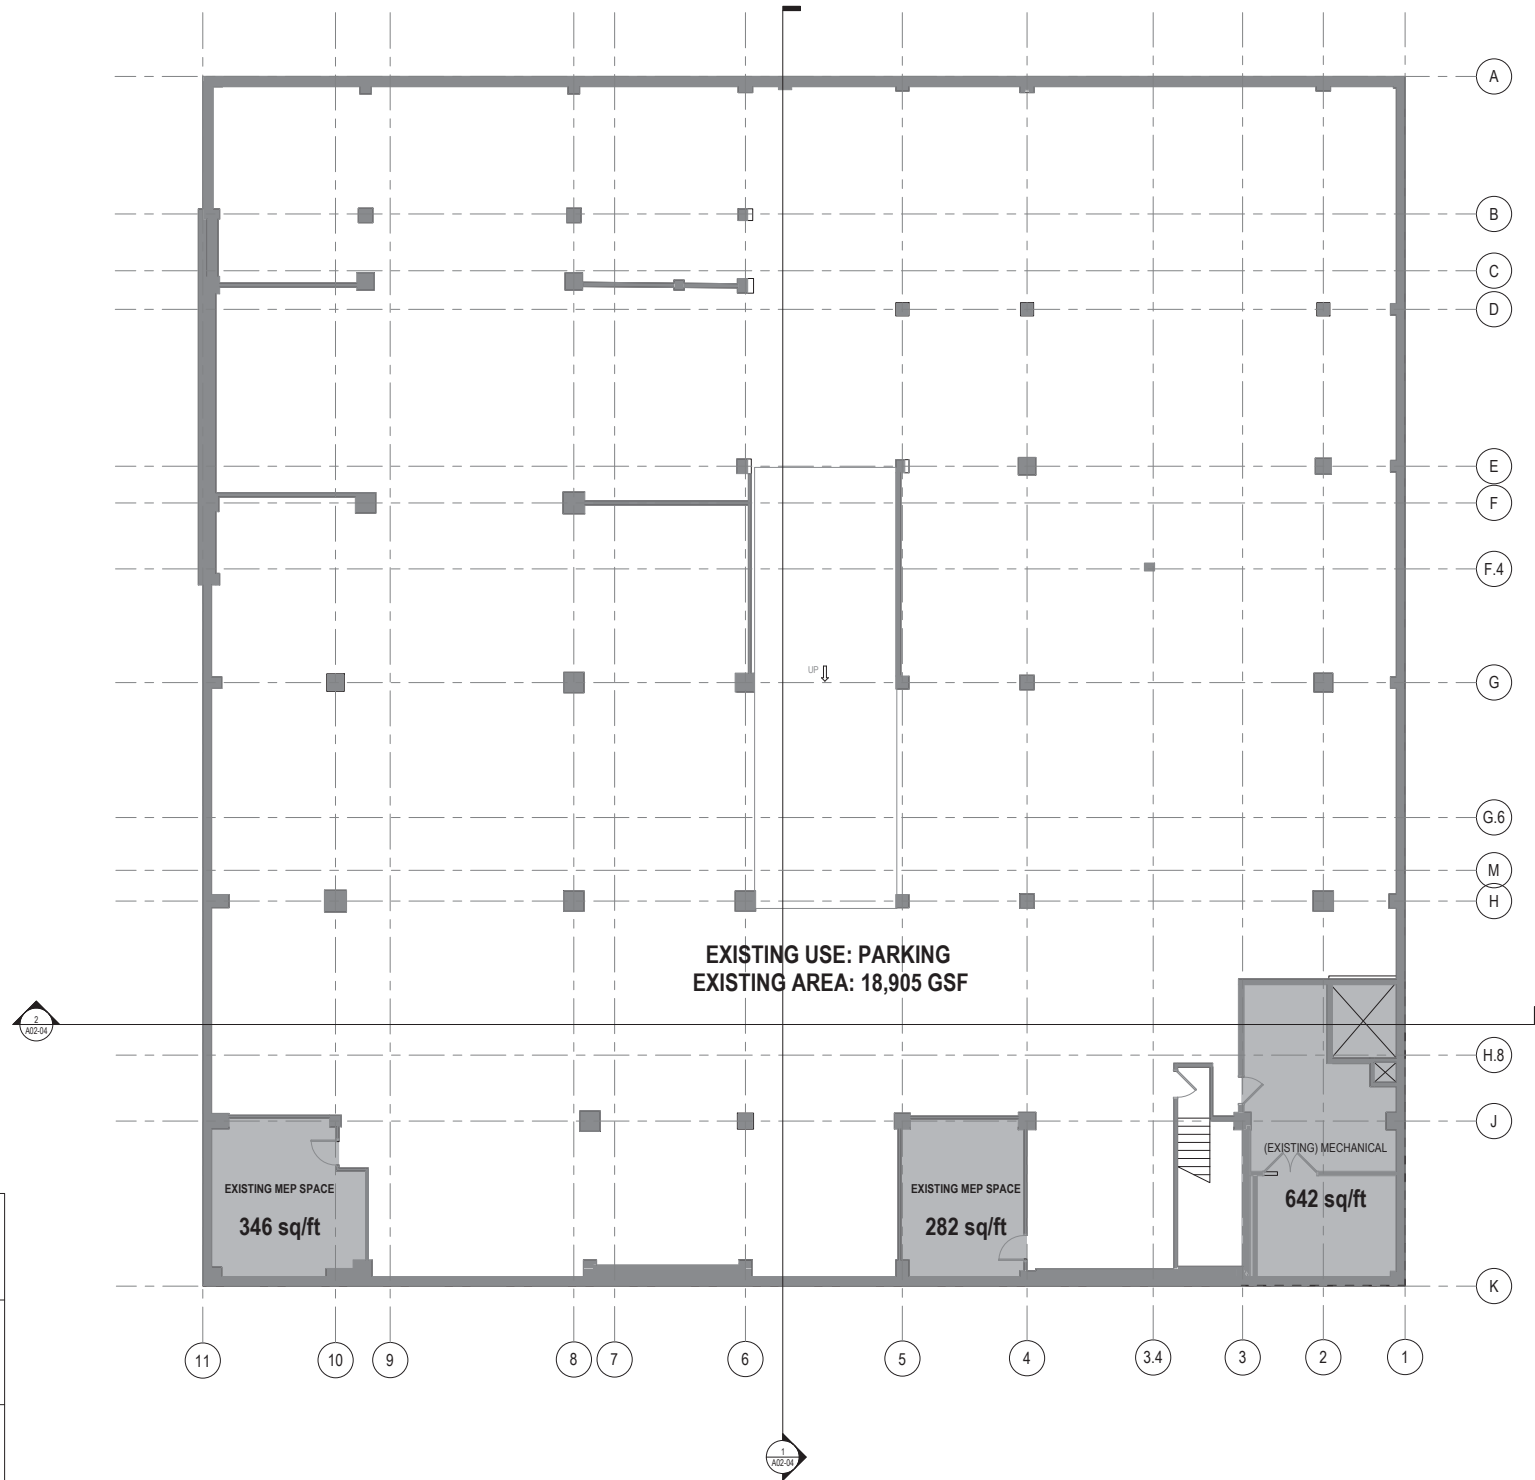 A
B
C
D
E
F
F.4
UP
G
G.6
M
H
EXISTING USE: PARKING
EXISTING AREA: 18,905 GSF
2
A02-04
H.8
J
(EXISTING) MECHANICAL
EXISTING MEP SPACE
EXISTING MEP SPACE
642 sq/ft
346 sq/ft
282 sq/ft
K
11
10
9
8
7
6
5
4
3.4
3
2
1
1
A02-04